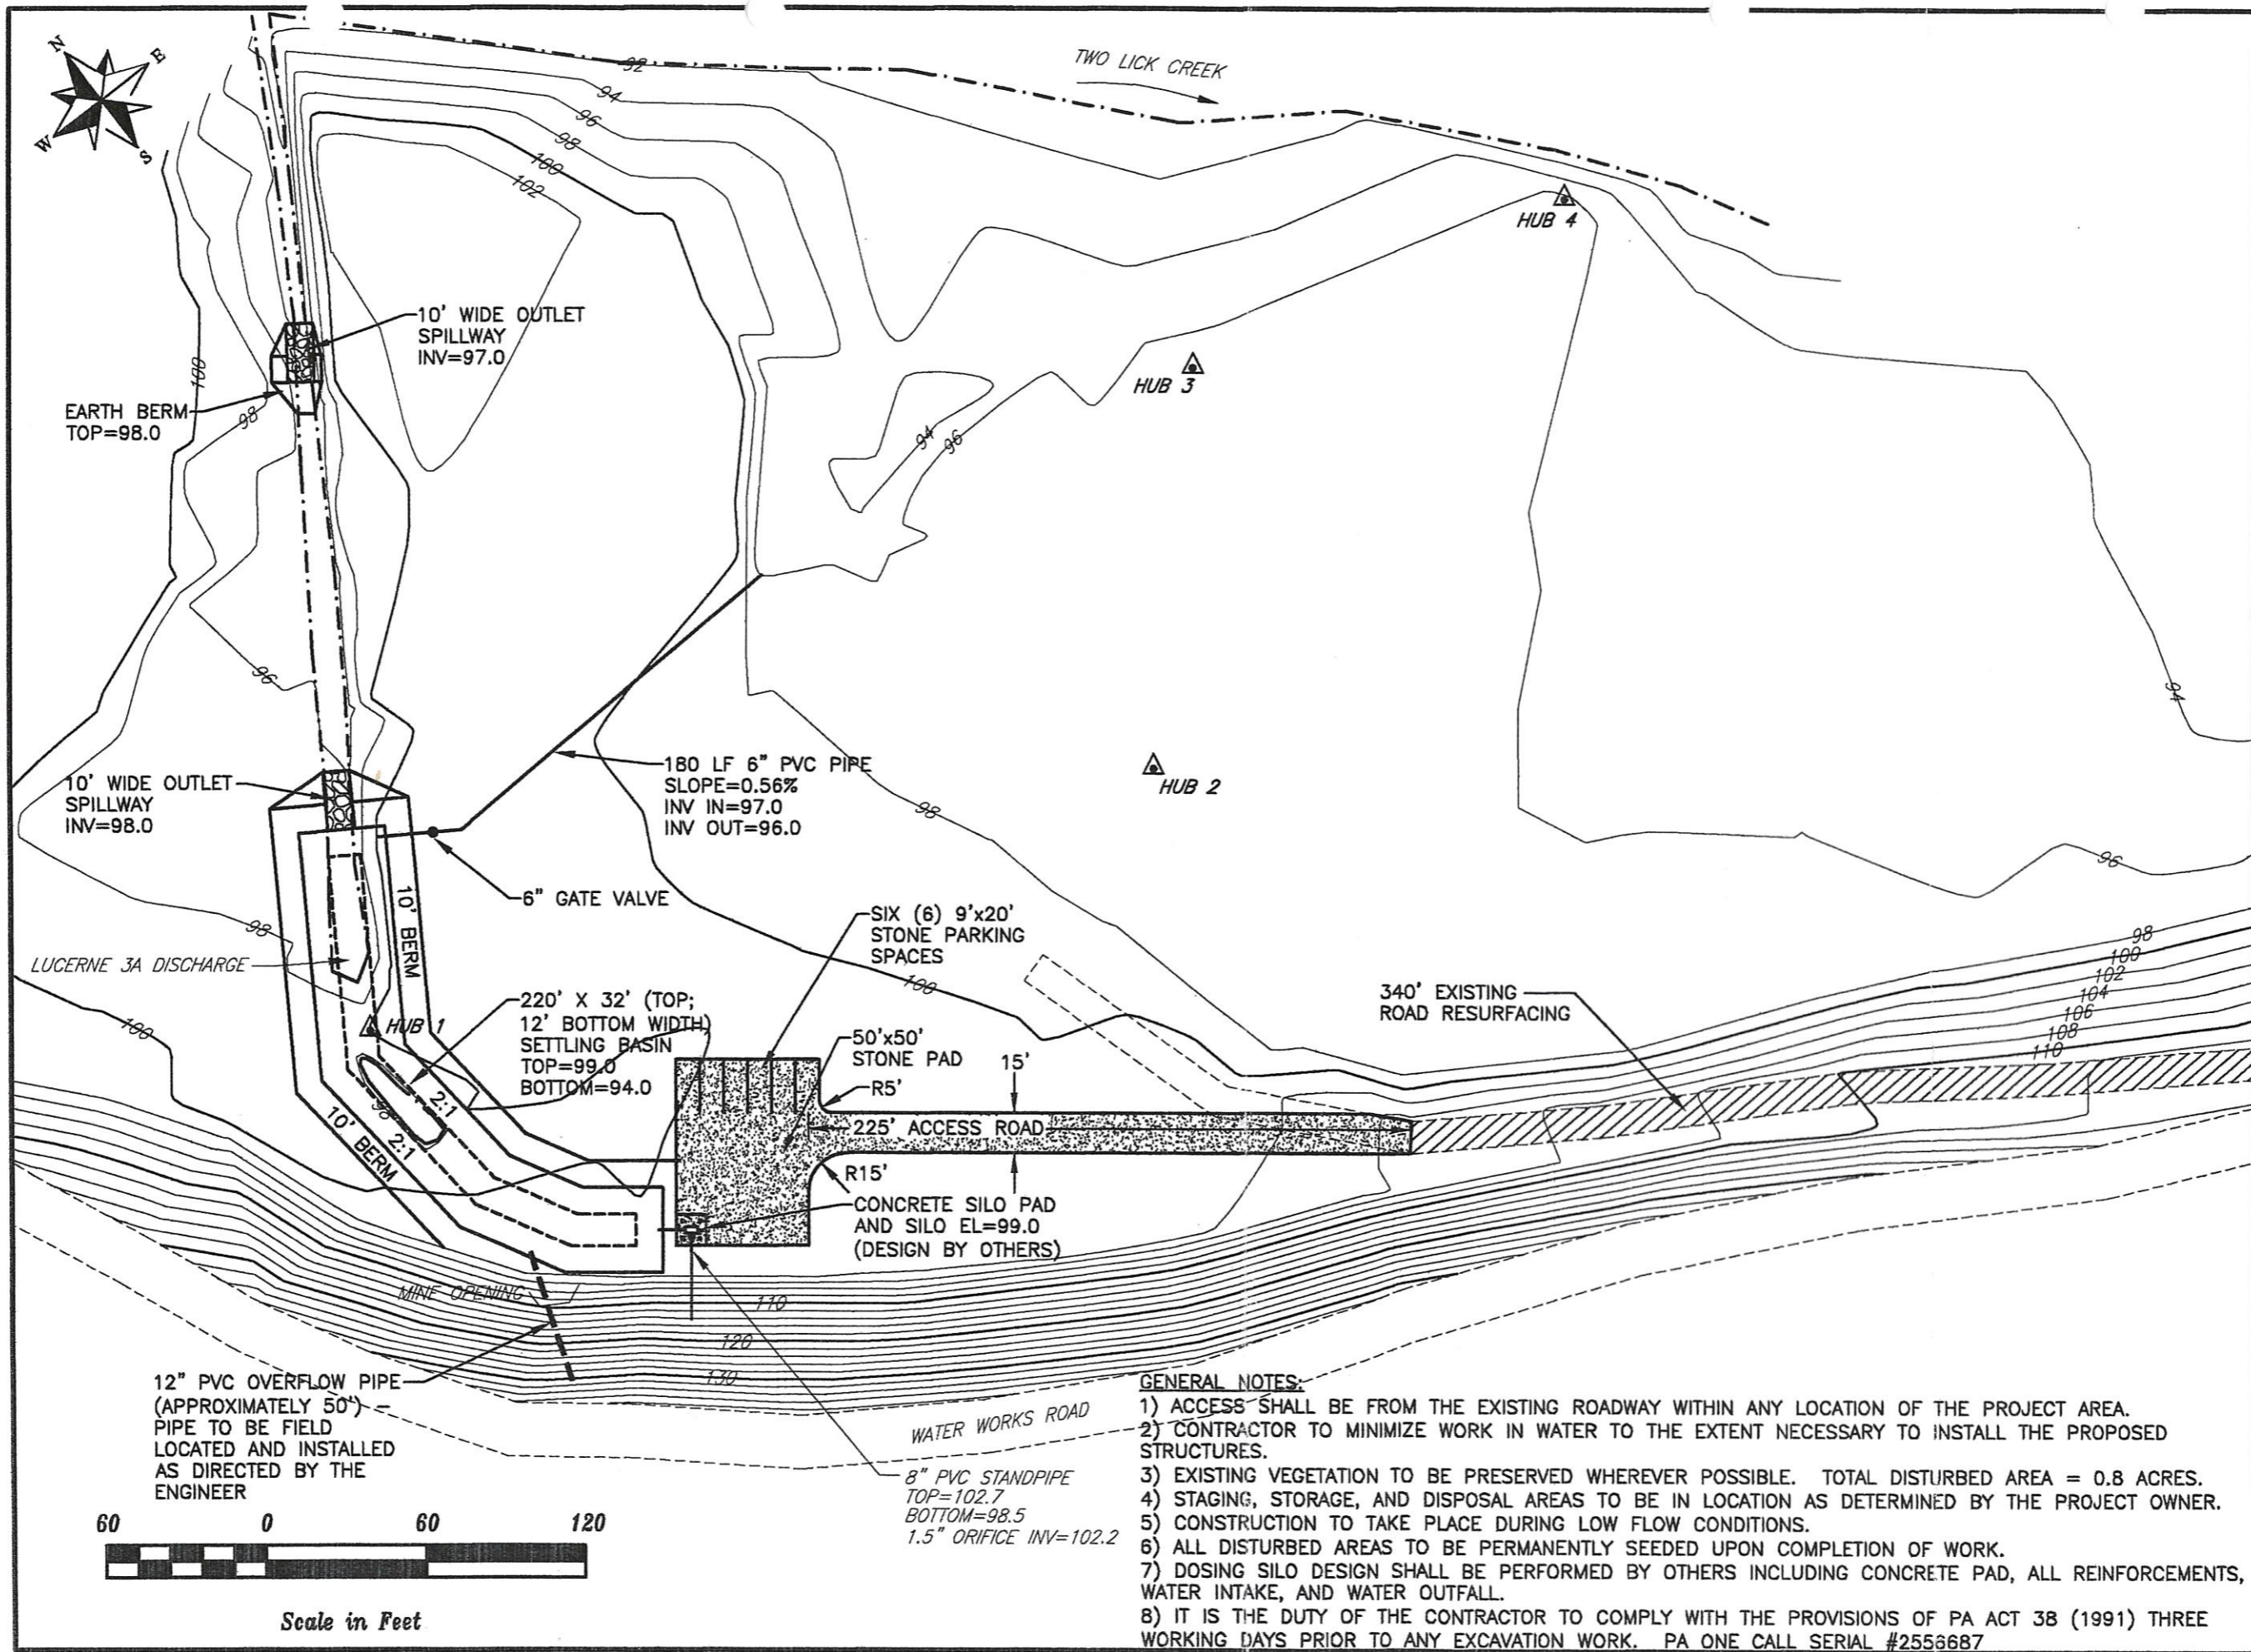 N
E
W
S
TWO LICK CREEK
92
94
96
98
100
102
HUB 4
10' WIDE OUTLET
SPILLWAY
INV=97.0
100
EARTH BERM
TOP=98.0
98
HUB 3
94
96
96
94
10' WIDE OUTLET
SPILLWAY
INV=98.0
180 LF 6" PVC PIPE
SLOPE=0.56%
INV IN=97.0
INV OUT=96.0
HUB 2
98
96
6" GATE VALVE
10' BERM
98
LUCERNE 3A DISCHARGE
SIX (6) 9'x20'
STONE PARKING
SPACES
100
98
100
102
104
106
108
110
340' EXISTING
ROAD RESURFACING
220' X 32' (TOP;
12' BOTTOM WIDTH)
SETTLING BASIN
TOP=99.0
BOTTOM=94.0
HUB 1
100
50'x50'
STONE PAD
15'
R5'
98
2:1
2:1
10' BERM
225' ACCESS ROAD
R15'
CONCRETE SILO PAD
AND SILO EL=99.0
(DESIGN BY OTHERS)
MINE OPENING
110
120
130
12" PVC OVERFLOW PIPE
(APPROXIMATELY 50') –
PIPE TO BE FIELD
LOCATED AND INSTALLED
AS DIRECTED BY THE
ENGINEER
WATER WORKS ROAD
8" PVC STANDPIPE
TOP=102.7
BOTTOM=98.5
1.5" ORIFICE INV=102.2
60 0 60 120
Scale in Feet
GENERAL NOTES:
1) ACCESS SHALL BE FROM THE EXISTING ROADWAY WITHIN ANY LOCATION OF THE PROJECT AREA.
2) CONTRACTOR TO MINIMIZE WORK IN WATER TO THE EXTENT NECESSARY TO INSTALL THE PROPOSED
STRUCTURES.
3) EXISTING VEGETATION TO BE PRESERVED WHEREVER POSSIBLE. TOTAL DISTURBED AREA = 0.8 ACRES.
4) STAGING, STORAGE, AND DISPOSAL AREAS TO BE IN LOCATION AS DETERMINED BY THE PROJECT OWNER.
5) CONSTRUCTION TO TAKE PLACE DURING LOW FLOW CONDITIONS.
6) ALL DISTURBED AREAS TO BE PERMANENTLY SEEDED UPON COMPLETION OF WORK.
7) DOSING SILO DESIGN SHALL BE PERFORMED BY OTHERS INCLUDING CONCRETE PAD, ALL REINFORCEMENTS,
WATER INTAKE, AND WATER OUTFALL.
8) IT IS THE DUTY OF THE CONTRACTOR TO COMPLY WITH THE PROVISIONS OF PA ACT 38 (1991) THREE
WORKING DAYS PRIOR TO ANY EXCAVATION WORK. PA ONE CALL SERIAL